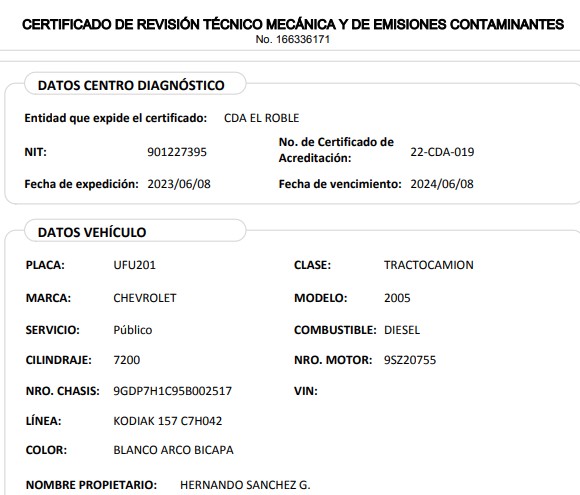 CERTIFICADO DE REVISIÓN TÉCNICO MECÁNICA Y DE EMISIONES CONTAMINANTES
No. 166336171
DATOS CENTRO DIAGNÓSTICO
Entidad que expide el certificado: CDA EL ROBLE
NIT: 901227395 No. de Certificado de Acreditación: 22-CDA-019
Fecha de expedición: 2023/06/08 Fecha de vencimiento: 2024/06/08
DATOS VEHÍCULO
PLACA: UFU201 CLASE: TRACTOCAMION
MARCA: CHEVROLET MODELO: 2005
SERVICIO: Público COMBUSTIBLE: DIESEL
CILINDRAJE: 7200 NRO. MOTOR: 9SZ20755
NRO. CHASIS: 9GDP7H1C95B002517 VIN:
LÍNEA: KODIAK 157 C7H042
COLOR: BLANCO ARCO BICAPA
NOMBRE PROPIETARIO: HERNANDO SANCHEZ G.